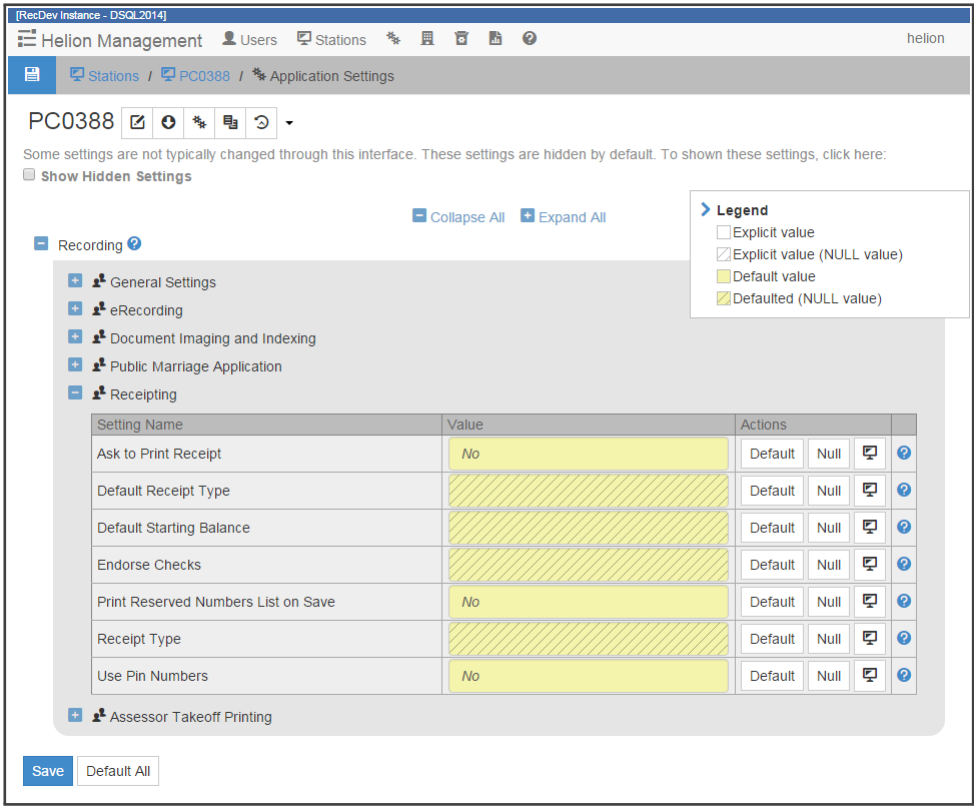 [RecDev Instance - DSQL2014]
Helion Management Users Stations helion
Stations / PC0388 / Application Settings
PC0388
Some settings are not typically changed through this interface. These settings are hidden by default. To shown these settings, click here:
Show Hidden Settings
Collapse All Expand All
Legend
Explicit value
Explicit value (NULL value)
Default value
Defaulted (NULL value)
Recording
General Settings
eRecording
Document Imaging and Indexing
Public Marriage Application
Receipting
Setting Name Value Actions
Ask to Print Receipt No Default Null
Default Receipt Type Default Null
Default Starting Balance Default Null
Endorse Checks Default Null
Print Reserved Numbers List on Save No Default Null
Receipt Type Default Null
Use Pin Numbers No Default Null
Assessor Takeoff Printing
Save Default All